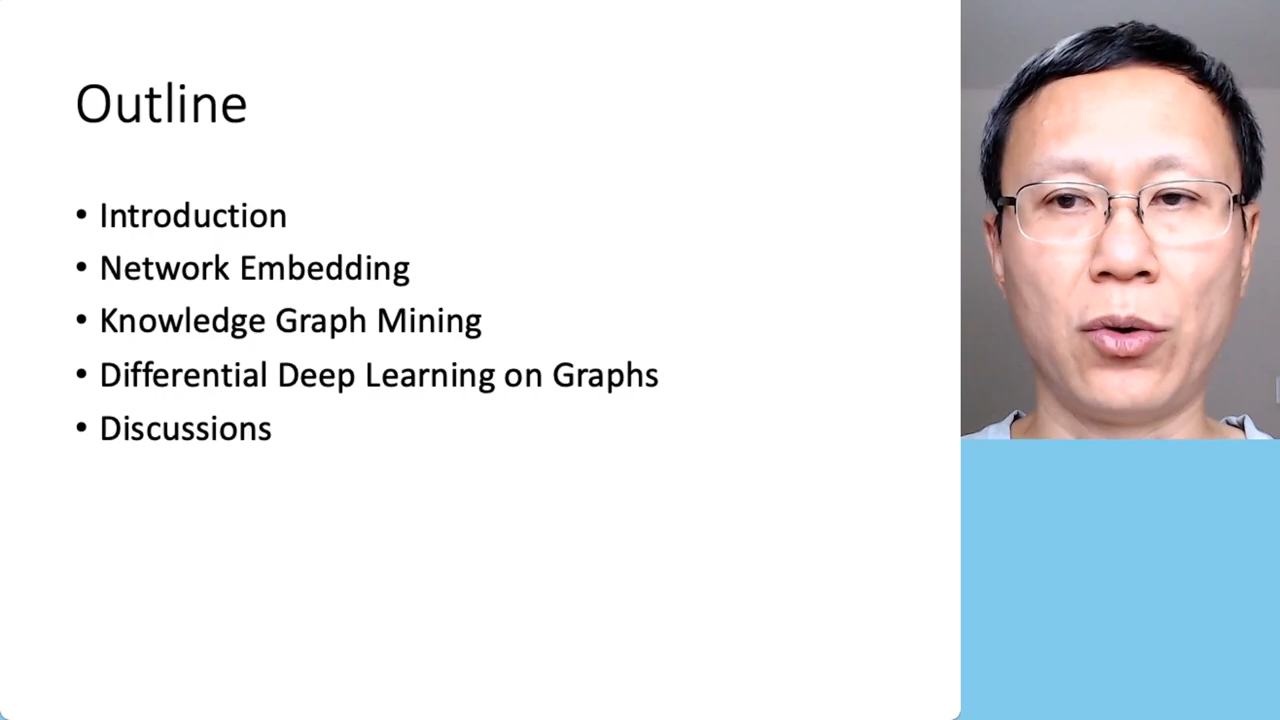 Outline
• Introduction
• Network Embedding
• Knowledge Graph Mining
• Differential Deep Learning on Graphs
• Discussions